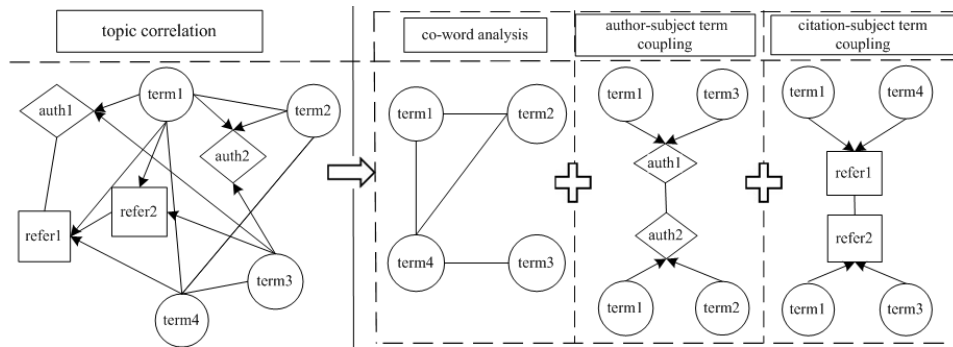 topic correlation
auth1
term1
term2
auth2
refer2
refer1
term3
term4
co-word analysis
term1
term2
term4
term3
author-subject term
coupling
term1
term3
auth1
auth2
term1
term2
citation-subject term
coupling
term1
term4
refer1
refer2
term1
term3